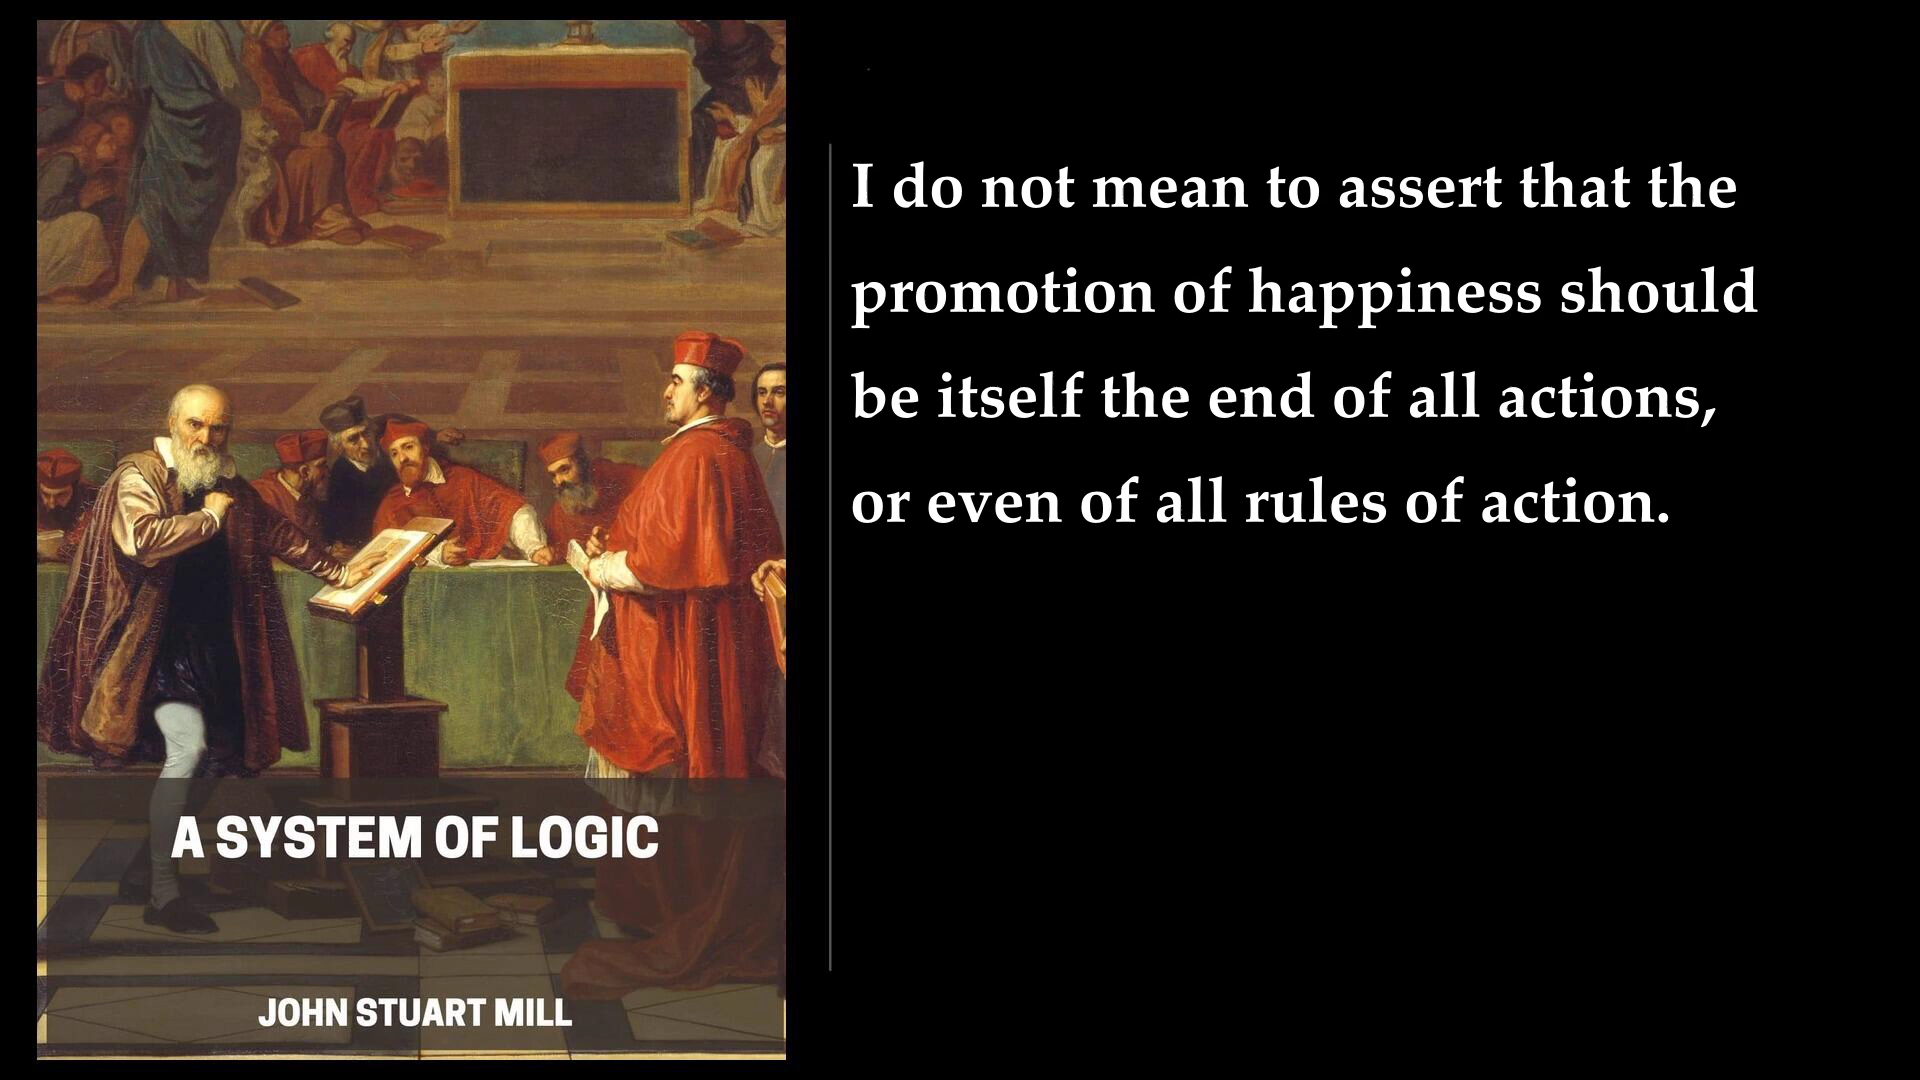 A SYSTEM OF LOGIC
JOHN STUART MILL
I do not mean to assert that the
promotion of happiness should
be itself the end of all actions,
or even of all rules of action.